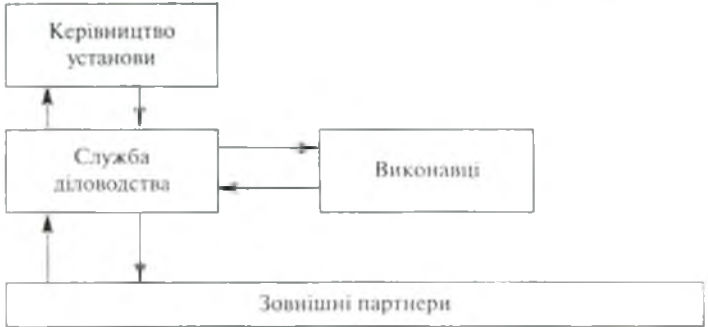 Керівництво
установи
Служба
діловодства
Виконавці
Зовнішні партнери